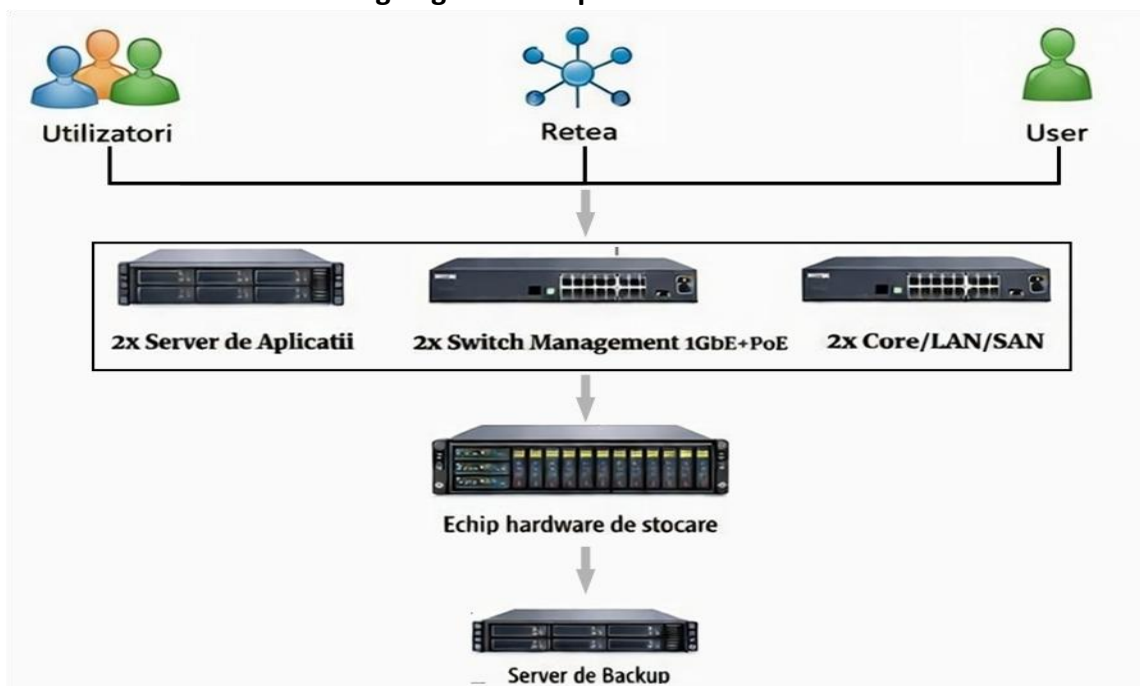 Utilizatori
Retea
User
2x Server de Aplicatii
2x Switch Management 1GbE+PoE
2x Core/LAN/SAN
Echip hardware de stocare
Server de Backup